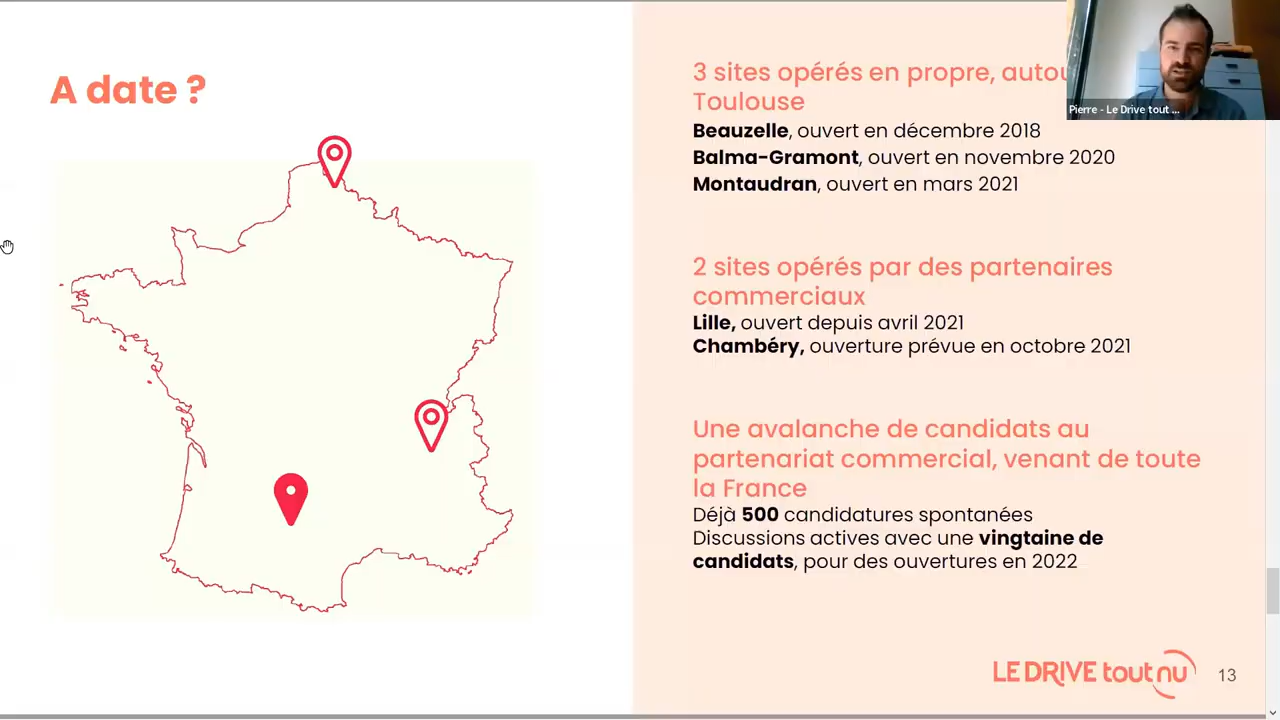 A date ?
3 sites opérés en propre, autou
Toulouse
Beauzelle, ouvert en décembre 2018
Balma-Gramont, ouvert en novembre 2020
Montaudran, ouvert en mars 2021
2 sites opérés par des partenaires
commerciaux
Lille, ouvert depuis avril 2021
Chambéry, ouverture prévue en octobre 2021
Une avalanche de candidats au
partenariat commercial, venant de toute
la France
Déjà 500 candidatures spontanées
Discussions actives avec une vingtaine de
candidats, pour des ouvertures en 2022
LE DRIVE tout nu
13
Pierre - Le Drive tout ...